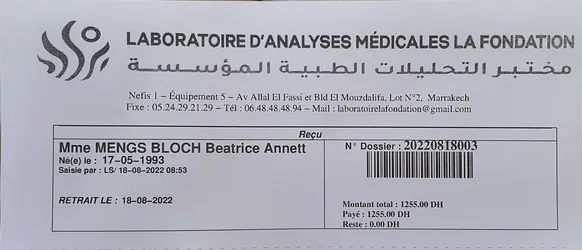 LABORATOIRE D'ANALYSES MÉDICALES LA FONDATION
مختبر التحليلات الطبية المؤسسة
Nefis 1 – Équipement 5 – Av Allal El Fassi et Bld El Mouzdalifa, Lot N°2, Marrakech
Fixe : 05.24.29.21.29 – Tél : 06.48.48.48.94 – Mail : laboratoirelafondation@gmail.com
Reçu
Mme MENGS BLOCH Beatrice Annett
Né(e) le : 17-05-1993
Saisie par : LS/ 18-08-2022 08:53
RETRAIT LE : 18-08-2022
N° Dossier : 20220818003
Montant total : 1255.00 DH
Payé : 1255.00 DH
Reste : 0.00 DH